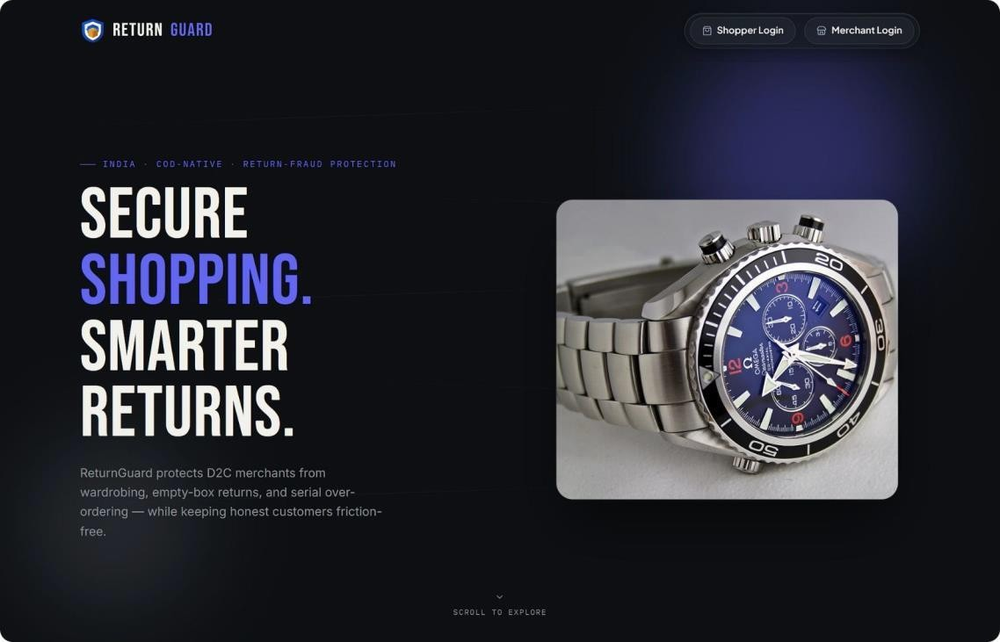 RETURN GUARD
Shopper Login
Merchant Login
INDIA · COD-NATIVE · RETURN-FRAUD PROTECTION
SECURE
SHOPPING.
SMARTER
RETURNS.
ReturnGuard protects D2C merchants from
wardrobing, empty-box returns, and serial over-
ordering — while keeping honest customers friction-
free.
20
30
40
50
3
6
9
12
OMEGA
Seamaster
SCROLL TO EXPLORE